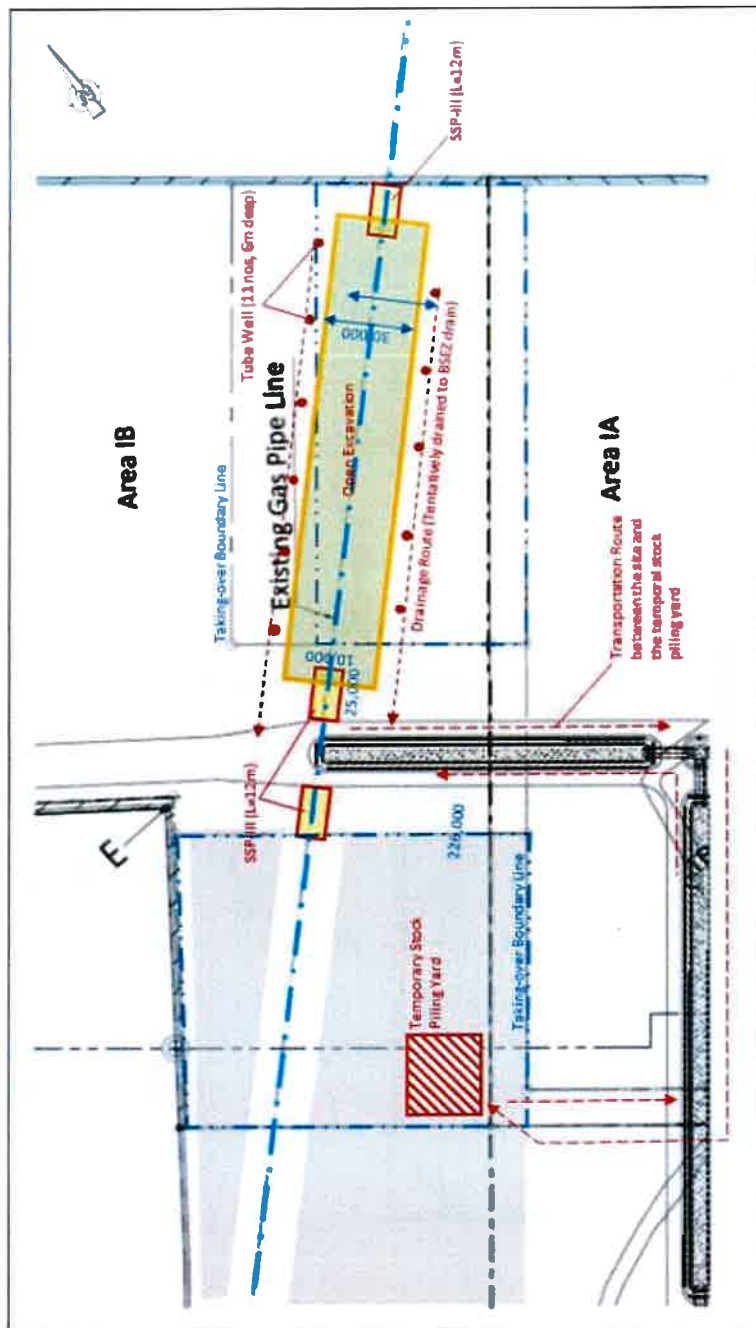 SSP-III (L=12m)
Tube Well (11 nos, 6m deep)
Area IB
Taking-over Boundary Line
Existing Gas Pipe Line
Open Excavation
30,000
Drainage Route (Tentatively drained to BSEZ drain)
Area IA
10,000
25,000
Transportation Route
between the site and
the temporal stock
piling yard
SSP-III (L=12m)
E
226,000
Taking-over Boundary Line
Temporary Stock
Pilling Yard